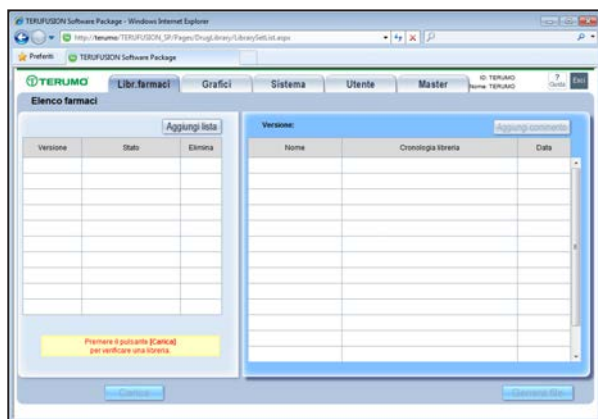 TERUFUSION Software Package - Windows Internet Explorer
http://terumo/TERUFUSION_SP/Pages/DrugLibrary/LibrarySetList.aspx
Preferiti TERUFUSION Software Package
TERUMO Libr.farmaci Grafici Sistema Utente Master ID: TERUMO Nome: TERUMO ? Guida Esci
Elenco farmaci
Aggiungi lista Versione: Aggiungi commento
Versione Stato Elimina Nome Cronologia libreria Data
Premere il pulsante [Carica]
per verificare una libreria.
Carica Genera file